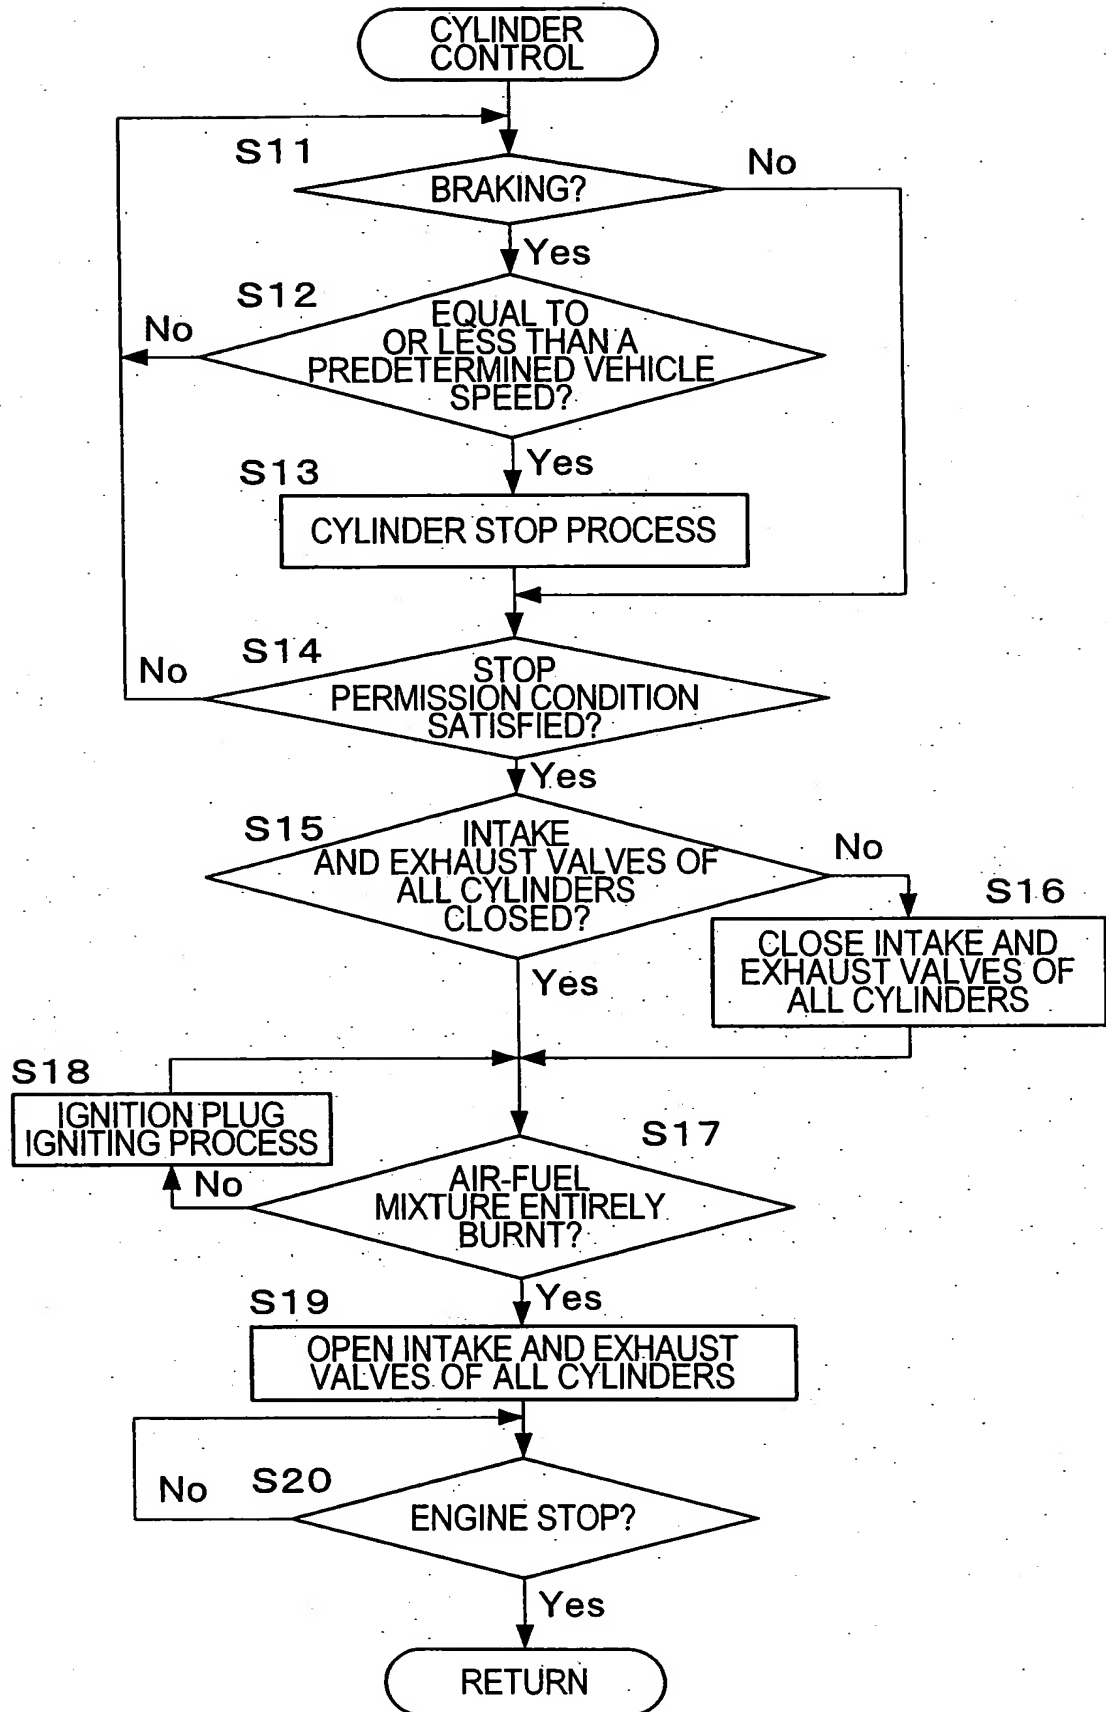 CYLINDER
CONTROL
S11
BRAKING?
No
Yes
S12
EQUAL TO
OR LESS THAN A
PREDETERMINED VEHICLE
SPEED?
No
Yes
S13
CYLINDER STOP PROCESS
S14
STOP
PERMISSION CONDITION
SATISFIED?
No
Yes
S15
INTAKE
AND EXHAUST VALVES OF
ALL CYLINDERS
CLOSED?
No
Yes
S16
CLOSE INTAKE AND
EXHAUST VALVES OF
ALL CYLINDERS
S18
IGNITION PLUG
IGNITING PROCESS
No
S17
AIR-FUEL
MIXTURE ENTIRELY
BURNT?
Yes
S19
OPEN INTAKE AND EXHAUST
VALVES OF ALL CYLINDERS
S20
No
ENGINE STOP?
Yes
RETURN